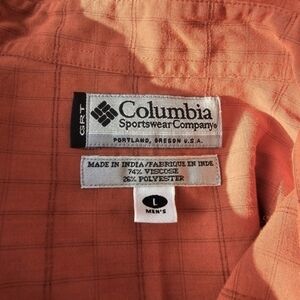 GRT
Columbia
Sportswear Company®
PORTLAND, OREGON U.S.A.
MADE IN INDIA/FABRIQUE EN INDE
74% VISCOSE
26% POLYESTER
L
MEN'S